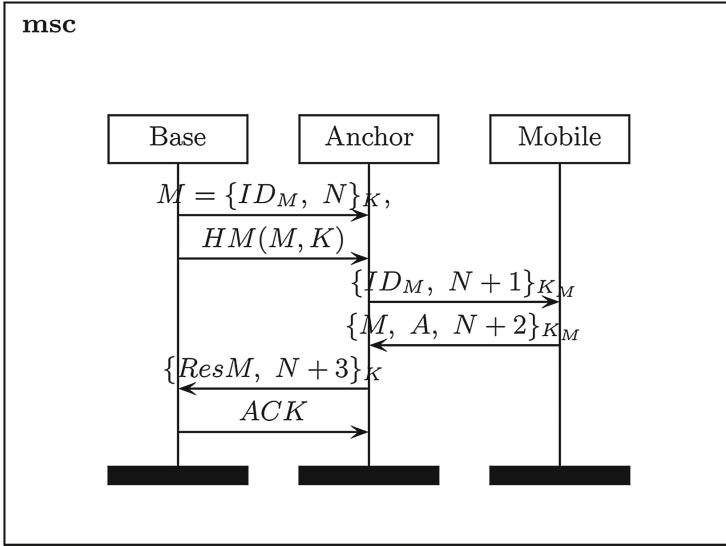 msc
Base Anchor Mobile
M = {ID_M, N}_K,
HM(M, K)
{ID_M, N + 1}_{K_M}
{M, A, N + 2}_{K_M}
{ResM, N + 3}_K
ACK